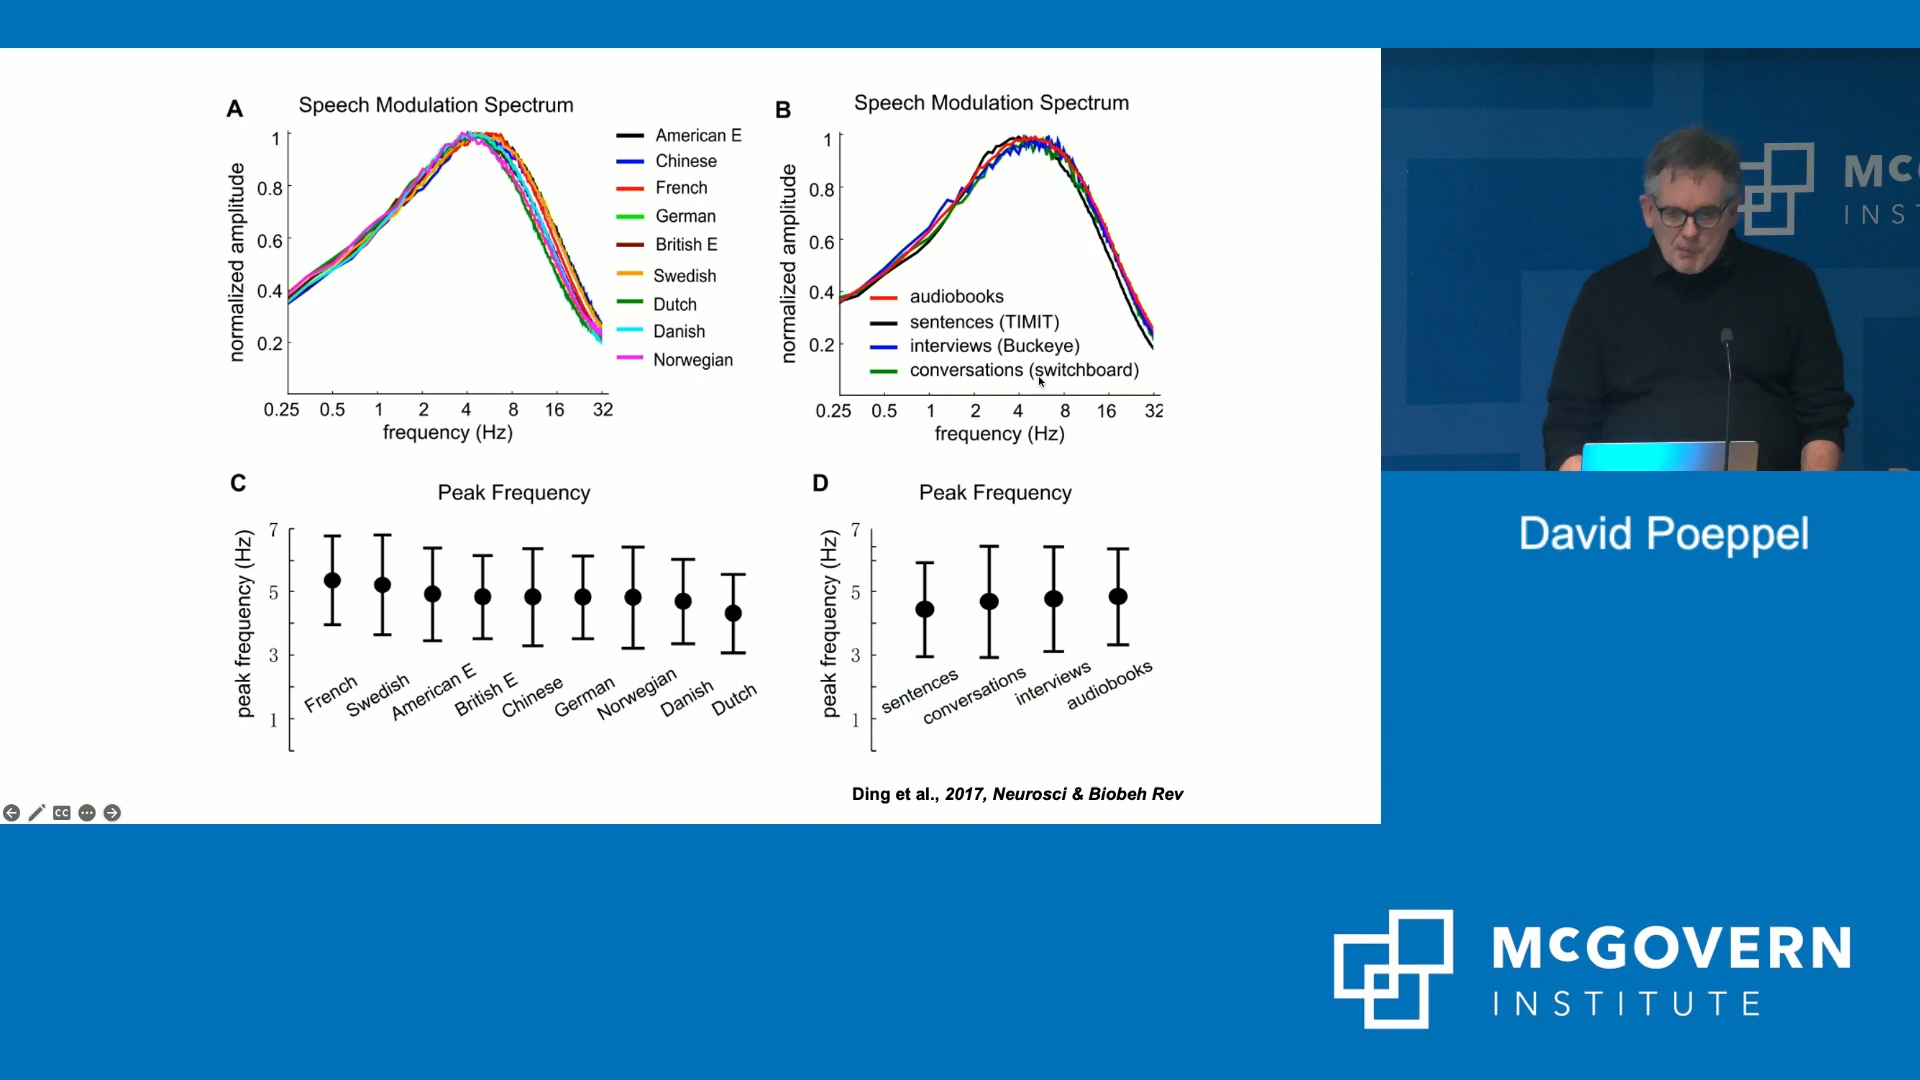 A
Speech Modulation Spectrum
normalized amplitude
1
0.8
0.6
0.4
0.2
0.25 0.5 1 2 4 8 16 32
frequency (Hz)
American E
Chinese
French
German
British E
Swedish
Dutch
Danish
Norwegian
B
Speech Modulation Spectrum
normalized amplitude
1
0.8
0.6
0.4
0.2
audiobooks
sentences (TIMIT)
interviews (Buckeye)
conversations (switchboard)
0.25 0.5 1 2 4 8 16 32
frequency (Hz)
C
Peak Frequency
peak frequency (Hz)
7
5
3
1
French Swedish American E British E Chinese German Norwegian Danish Dutch
D
Peak Frequency
peak frequency (Hz)
7
5
3
1
sentences conversations interviews audiobooks
Ding et al., 2017, Neurosci & Biobeh Rev
CC
INST
David Poeppel
McGOVERN
INSTITUTE